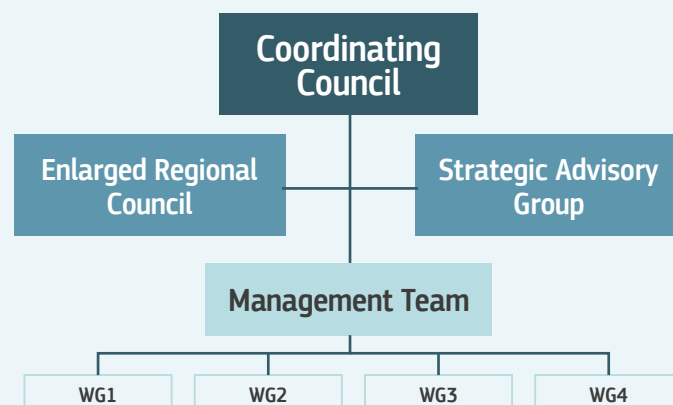 Coordinating
Council
Enlarged Regional
Council
Strategic Advisory
Group
Management Team
WG1
WG2
WG3
WG4